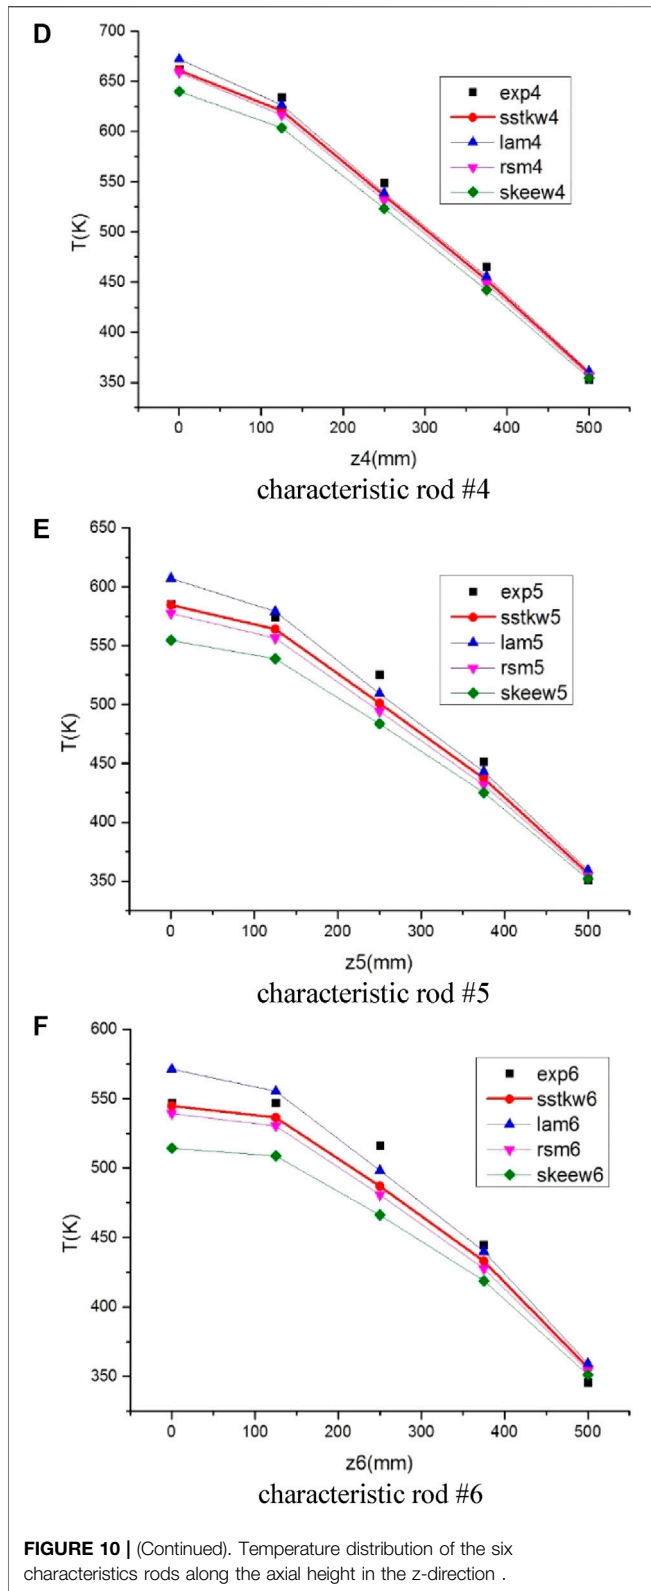 D
700
650
600
550
500
450
400
350
T(K)
exp4
sstkw4
lam4
rsm4
skeew4
0 100 200 300 400 500
z4(mm)
characteristic rod #4
E
650
600
550
500
450
400
350
T(K)
exp5
sstkw5
lam5
rsm5
skeew5
0 100 200 300 400 500
z5(mm)
characteristic rod #5
F
600
550
500
450
400
350
T(K)
exp6
sstkw6
lam6
rsm6
skeew6
0 100 200 300 400 500
z6(mm)
characteristic rod #6
FIGURE 10 | (Continued). Temperature distribution of the six
characteristics rods along the axial height in the z-direction .